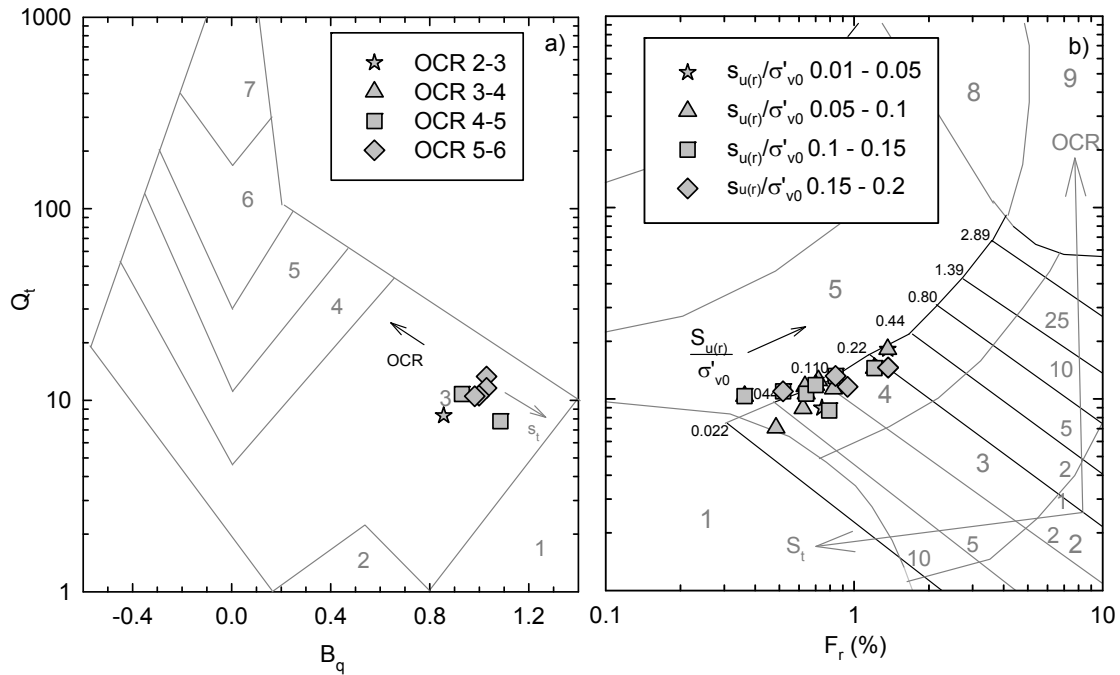 a)
1000
100
10
1
Q_t
-0.4
0.0
0.4
0.8
1.2
B_q
OCR 2-3
OCR 3-4
OCR 4-5
OCR 5-6
7
6
5
4
3
2
1
OCR
s_t
b)
s_u(r)/σ'_v0 0.01 - 0.05
s_u(r)/σ'_v0 0.05 - 0.1
s_u(r)/σ'_v0 0.1 - 0.15
s_u(r)/σ'_v0 0.15 - 0.2
8
9
OCR
2.89
1.39
0.80
0.44
0.22
0.110
0.022
5
S_u(r)
σ'_v0
4
3
1
2
25
10
5
2
1
S_t
10
5
2
0.1
1
10
F_r (%)